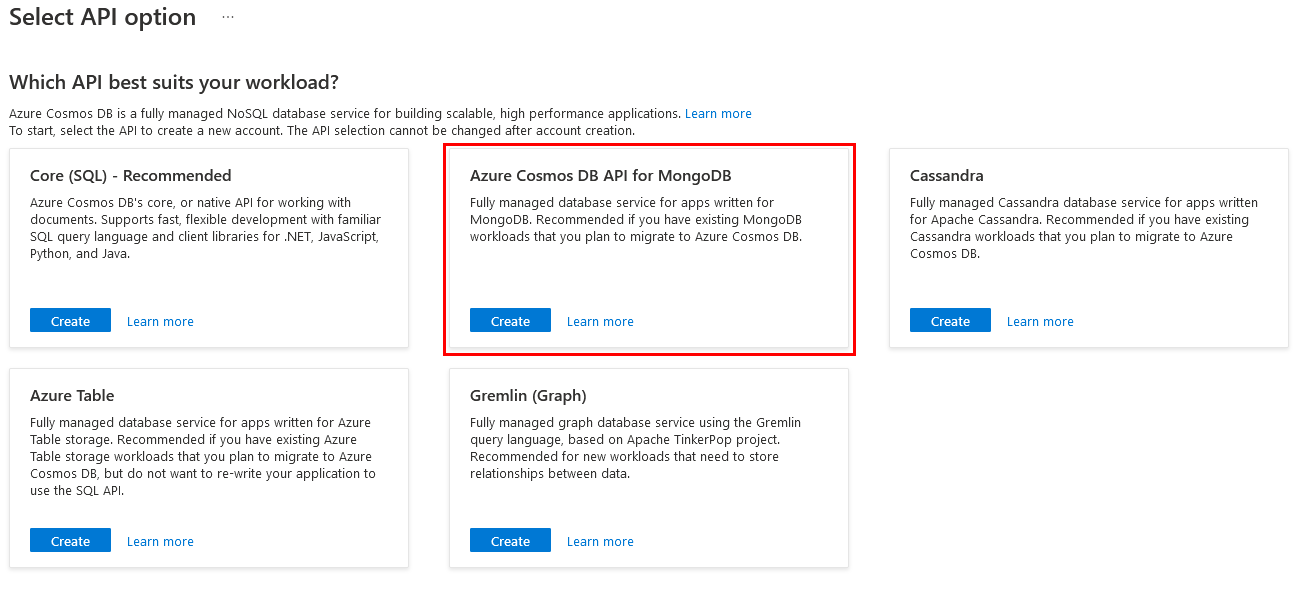 Select API option ...
Which API best suits your workload?
Azure Cosmos DB is a fully managed NoSQL database service for building scalable, high performance applications. Learn more
To start, select the API to create a new account. The API selection cannot be changed after account creation.
Core (SQL) - Recommended
Azure Cosmos DB's core, or native API for working with
documents. Supports fast, flexible development with familiar
SQL query language and client libraries for .NET, JavaScript,
Python, and Java.
Create Learn more
Azure Cosmos DB API for MongoDB
Fully managed database service for apps written for
MongoDB. Recommended if you have existing MongoDB
workloads that you plan to migrate to Azure Cosmos DB.
Create Learn more
Cassandra
Fully managed Cassandra database service for apps written
for Apache Cassandra. Recommended if you have existing
Cassandra workloads that you plan to migrate to Azure
Cosmos DB.
Create Learn more
Azure Table
Fully managed database service for apps written for Azure
Table storage. Recommended if you have existing Azure
Table storage workloads that you plan to migrate to Azure
Cosmos DB, but do not want to re-write your application to
use the SQL API.
Create Learn more
Gremlin (Graph)
Fully managed graph database service using the Gremlin
query language, based on Apache TinkerPop project.
Recommended for new workloads that need to store
relationships between data.
Create Learn more